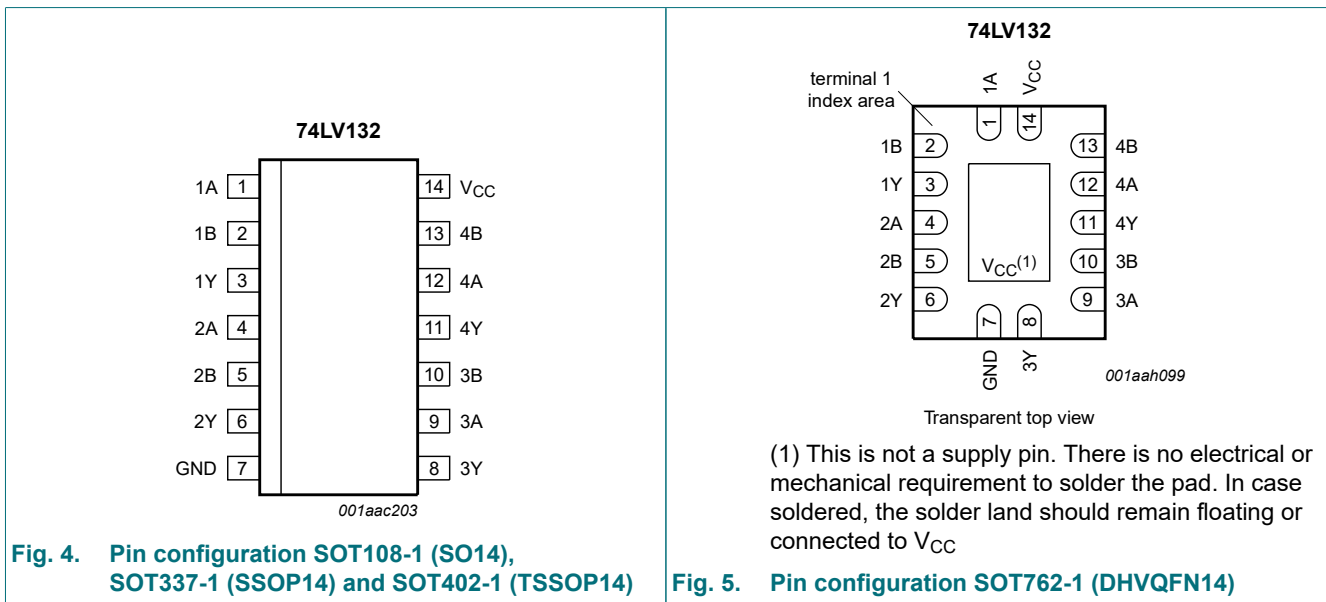 74LV132
1A 1 14 VCC
1B 2 13 4B
1Y 3 12 4A
2A 4 11 4Y
2B 5 10 3B
2Y 6 9 3A
GND 7 8 3Y
001aac203
Fig. 4. Pin configuration SOT108-1 (SO14),
SOT337-1 (SSOP14) and SOT402-1 (TSSOP14)
74LV132
terminal 1
index area
1A VCC
1 14
1B 2 13 4B
1Y 3 12 4A
2A 4 11 4Y
2B 5 10 3B
VCC(1)
2Y 6 9 3A
7 8
GND 3Y
001aah099
Transparent top view
(1) This is not a supply pin. There is no electrical or
mechanical requirement to solder the pad. In case
soldered, the solder land should remain floating or
connected to VCC
Fig. 5. Pin configuration SOT762-1 (DHVQFN14)